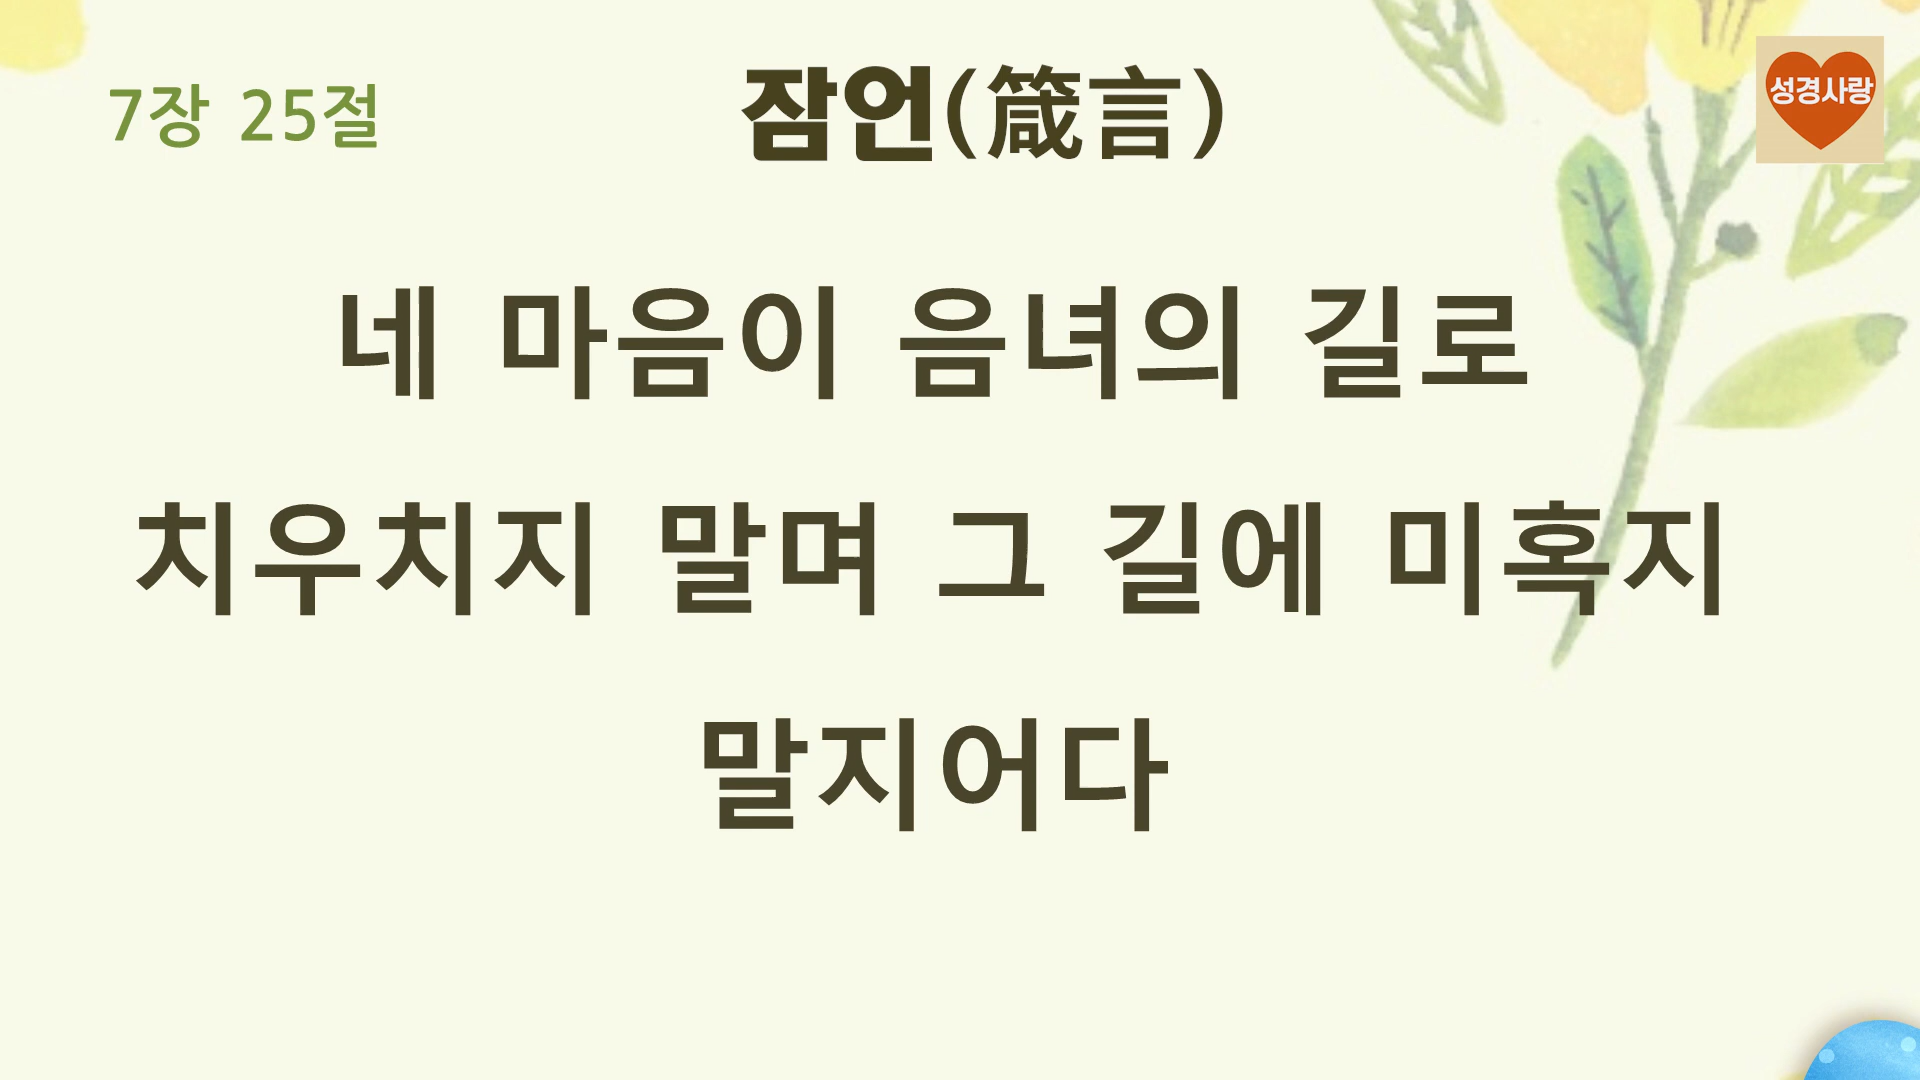 7장 25절
잠언(箴言)
성경사랑
네 마음이 음녀의 길로
치우치지 말며 그 길에 미혹지
말지어다